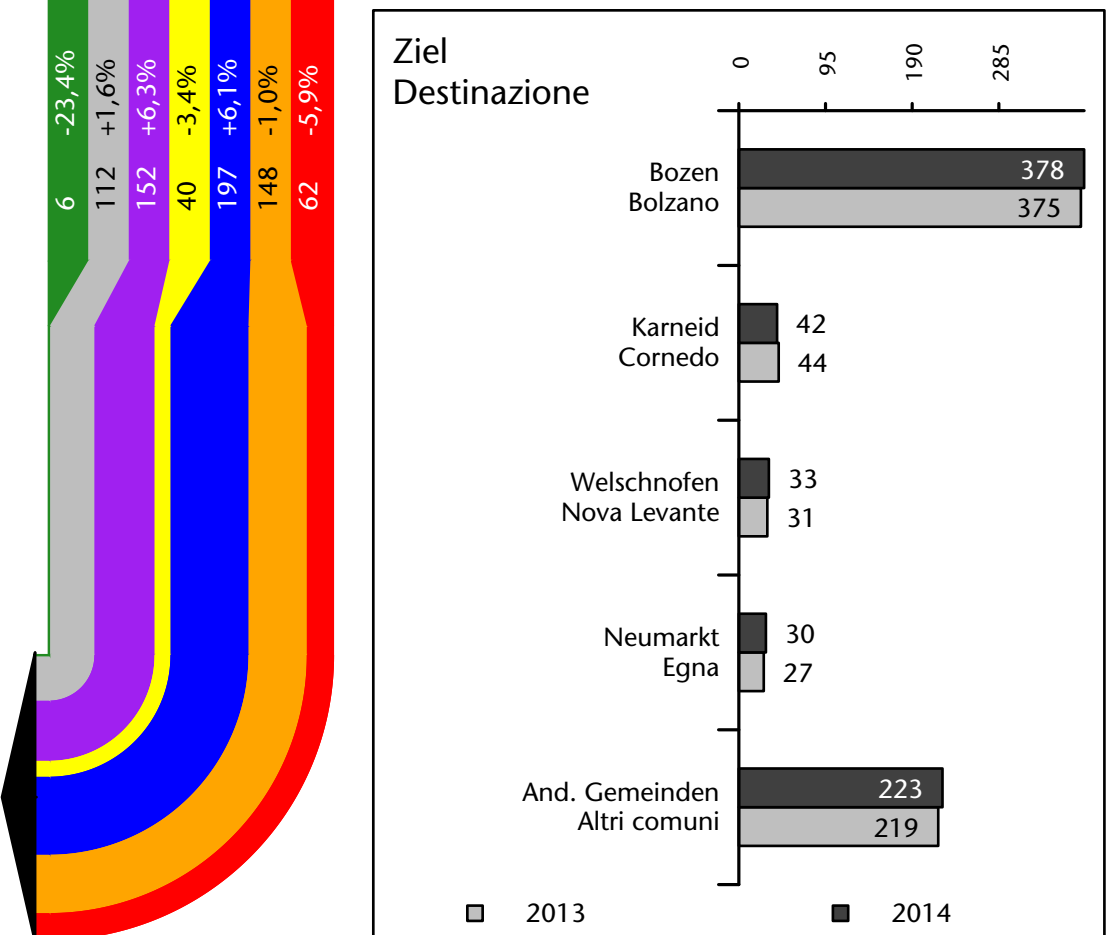 6 -23,4%
112 +1,6%
152 +6,3%
40 -3,4%
197 +6,1%
148 -1,0%
62 -5,9%
Ziel
Destinazione
0 95 190 285
Bozen
Bolzano
378
375
Karneid
Cornedo
42
44
Welschnofen
Nova Levante
33
31
Neumarkt
Egna
30
27
And. Gemeinden
Altri comuni
223
219
2013 2014